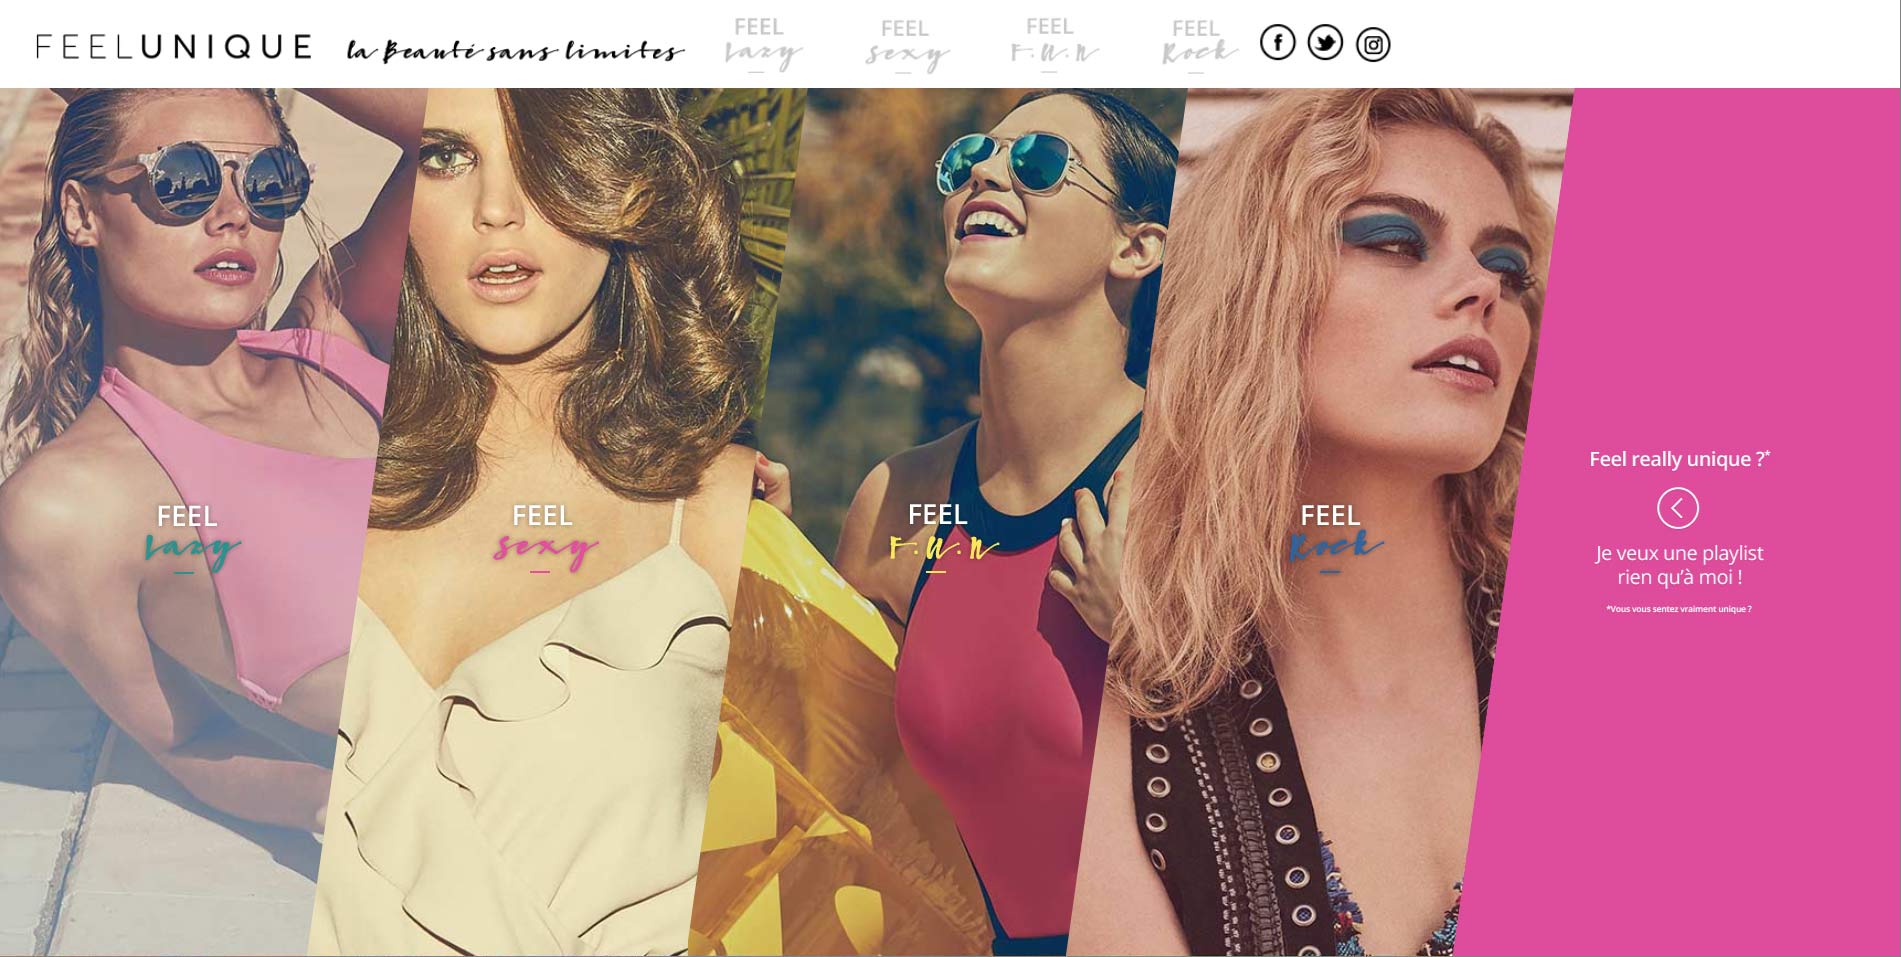 FEELUNIQUE la Beauté sans limites
FEEL
Lazy
FEEL
Sexy
FEEL
F.U.N
FEEL
Rock
FEEL
Lazy
FEEL
Sexy
FEEL
F.U.N
FEEL
Rock
Feel really unique ?*
Je veux une playlist
rien qu'à moi !
*Vous vous sentez vraiment unique ?